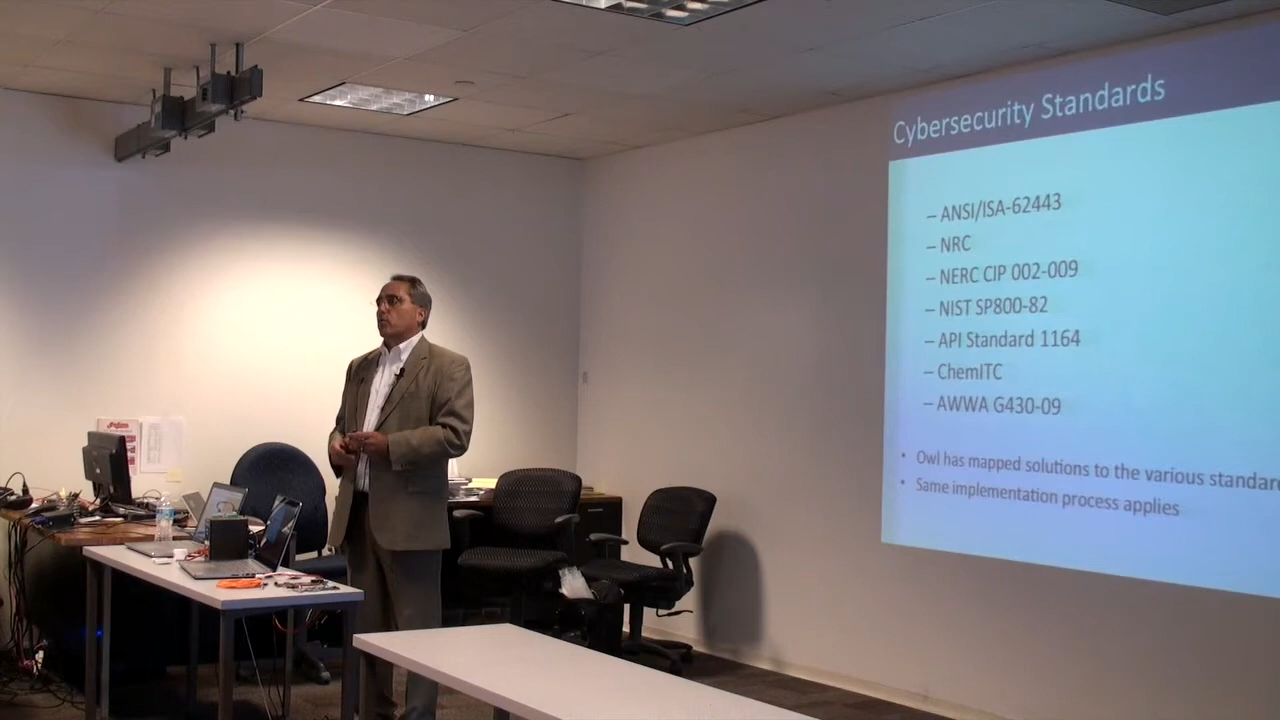 Cybersecurity Standards
– ANSI/ISA-62443
– NRC
– NERC CIP 002-009
– NIST SP800-82
– API Standard 1164
– ChemITC
– AWWA G430-09
• Owl has mapped solutions to the various standard
• Same implementation process applies